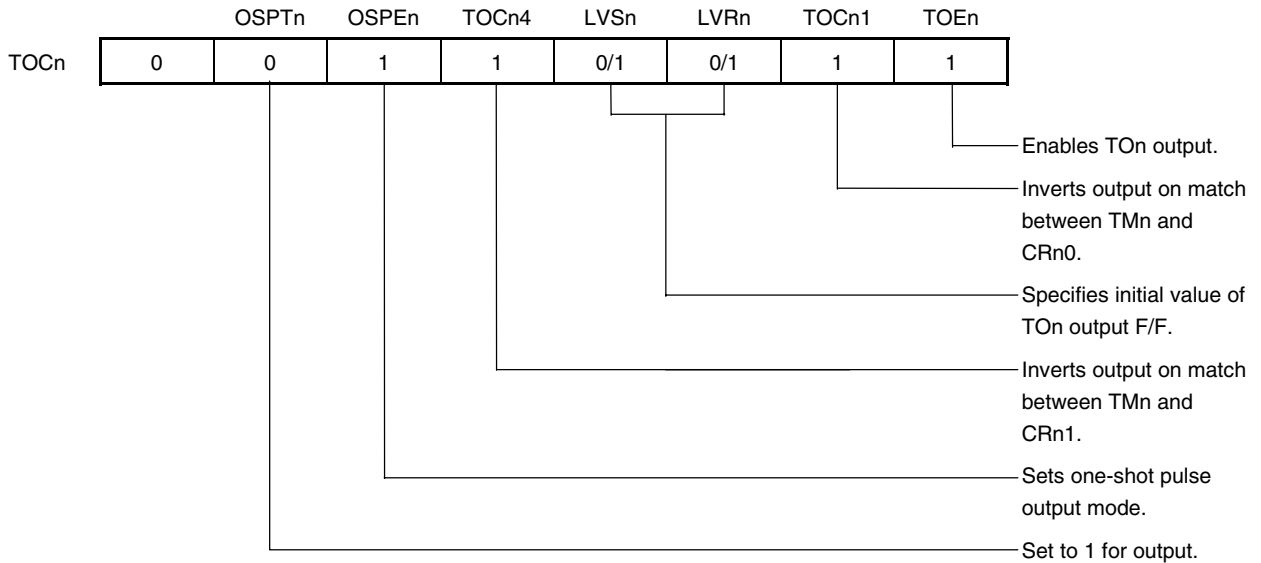 OSPTn OSPEn TOCn4 LVSn LVRn TOCn1 TOEn
TOCn 0 0 1 1 0/1 0/1 1 1
Enables TOn output.
Inverts output on match
between TMn and
CRn0.
Specifies initial value of
TOn output F/F.
Inverts output on match
between TMn and
CRn1.
Sets one-shot pulse
output mode.
Set to 1 for output.